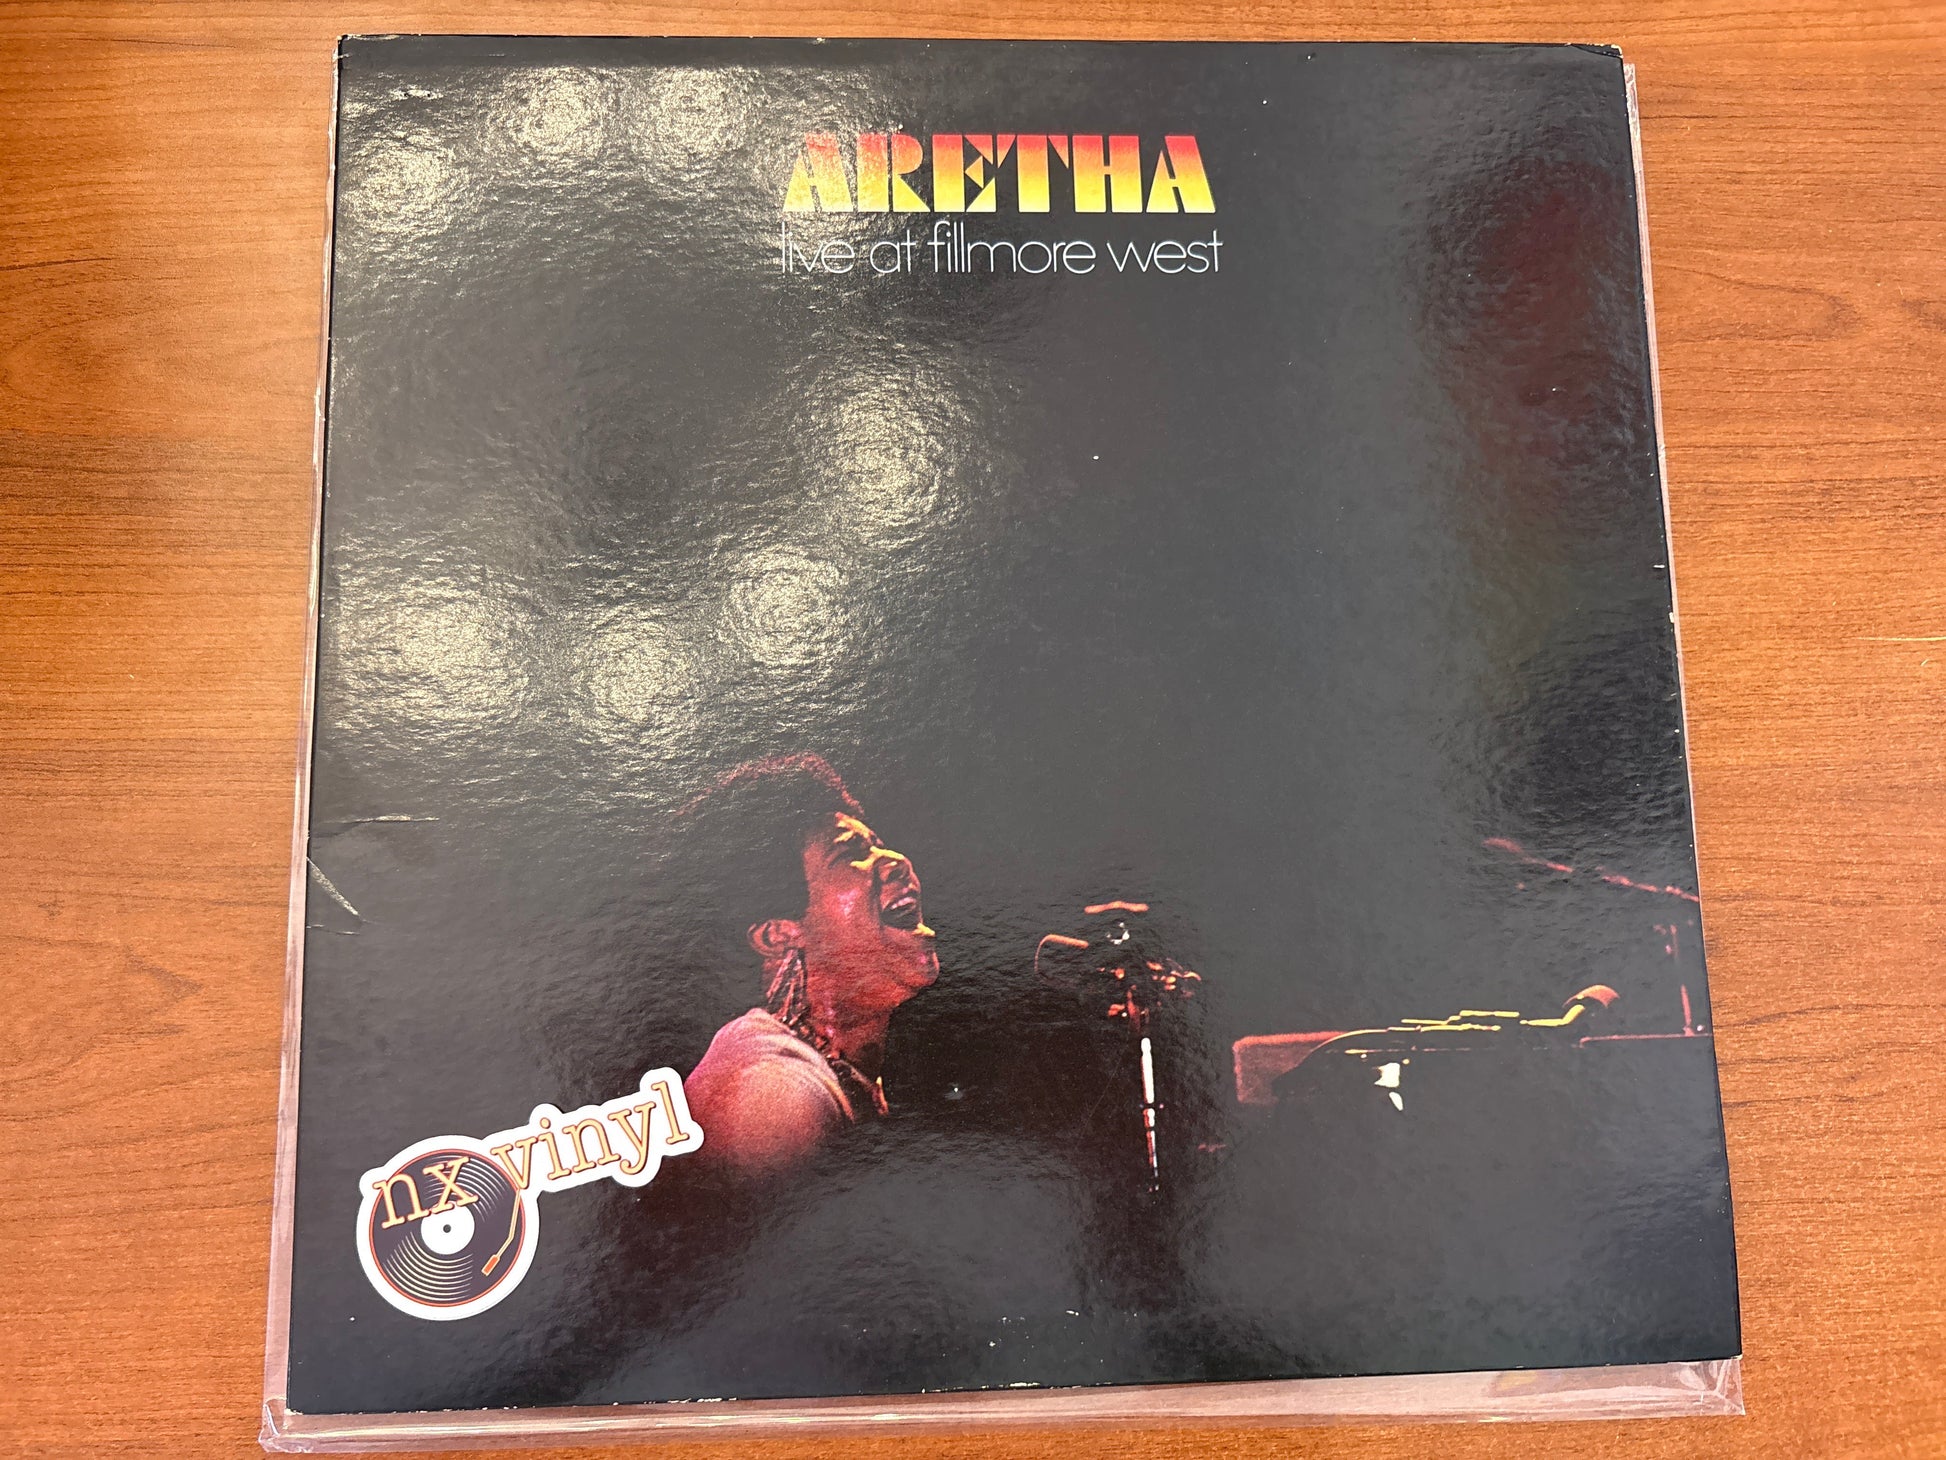 ARETHA
live at fillmore west
nx vinyl